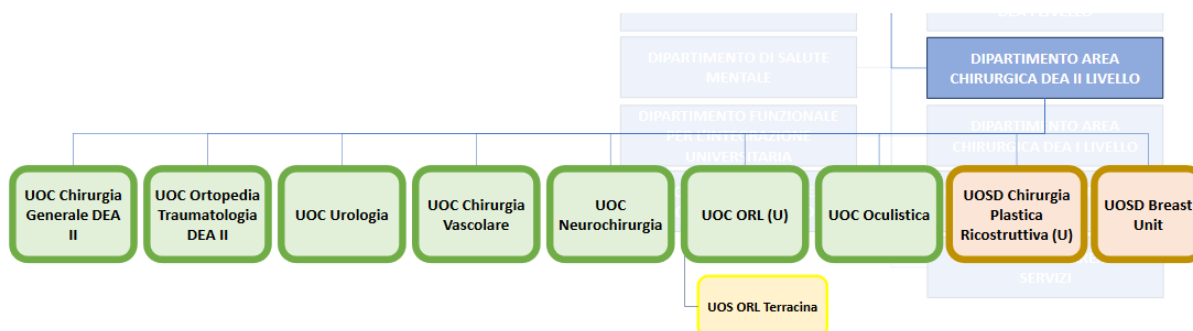 DEA I LIVELLO
DIPARTIMENTO DI SALUTE
MENTALE
DIPARTIMENTO AREA
CHIRURGICA DEA II LIVELLO
DIPARTIMENTO FUNZIONALE
PER L'INTEGRAZIONE
UNIVERSITARIA
DIPARTIMENTO AREA
CHIRURGICA DEA I LIVELLO
UOC Chirurgia
Generale DEA
II
UOC Ortopedia
Traumatologia
DEA II
UOC Urologia
UOC Chirurgia
Vascolare
UOC
Neurochirurgia
UOC ORL (U)
UOC Oculistica
UOSD Chirurgia
Plastica
Ricostruttiva (U)
UOSD Breast
Unit
SERVIZI
UOS ORL Terracina